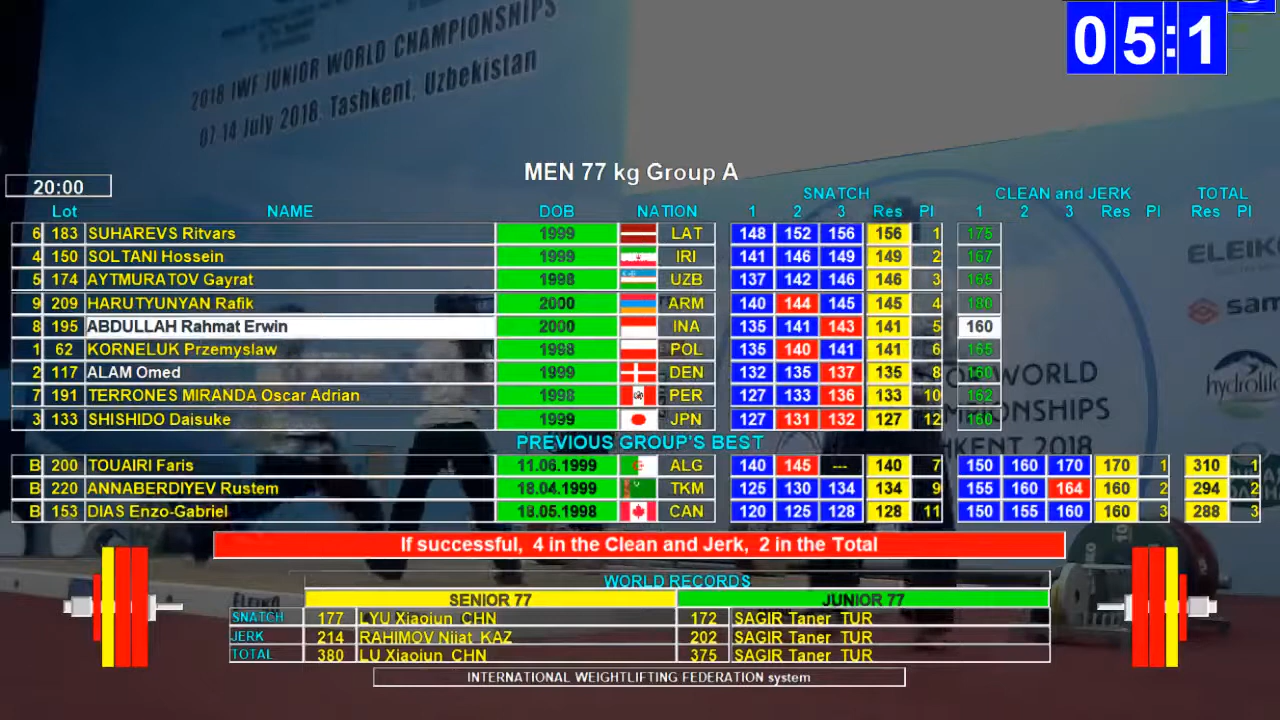 05:1
2018 IWF JUNIOR WORLD CHAMPIONSHIPS
07-14 July 2018, Tashkent, Uzbekistan
MEN 77 kg Group A
20:00
SNATCH CLEAN and JERK TOTAL
Lot NAME DOB NATION 1 2 3 Res Pl 1 2 3 Res Pl Res Pl
6 183 SUHAREVS Ritvars 1999 LAT 148 152 156 156 1 175
4 150 SOLTANI Hossein 1999 IRI 141 146 149 149 2 167
5 174 AYTMURATOV Gayrat 1998 UZB 137 142 146 146 3 165
9 209 HARUTYUNYAN Rafik 2000 ARM 140 144 145 145 4 180
8 195 ABDULLAH Rahmat Erwin 2000 INA 135 141 143 141 5 160
1 62 KORNELUK Przemyslaw 1998 POL 135 140 141 141 6 165
2 117 ALAM Omed 1999 DEN 132 135 137 135 8 160
7 191 TERRONES MIRANDA Oscar Adrian 1998 PER 127 133 136 133 10 162
3 133 SHISHIDO Daisuke 1999 JPN 127 131 132 127 12 160
PREVIOUS GROUP'S BEST
B 200 TOUAIRI Faris 11.06.1999 ALG 140 145 --- 140 7 150 160 170 170 1 310 1
B 220 ANNABERDIYEV Rustem 18.04.1999 TKM 125 130 134 134 9 155 160 164 160 2 294 2
B 153 DIAS Enzo-Gabriel 18.05.1998 CAN 120 125 128 128 11 150 155 160 160 3 288 3
If successful, 4 in the Clean and Jerk, 2 in the Total
WORLD RECORDS
SENIOR 77 JUNIOR 77
SNATCH 177 LYU Xiaojun CHN 172 SAGIR Taner TUR
JERK 214 RAHIMOV Nijat KAZ 202 SAGIR Taner TUR
TOTAL 380 LU Xiaojun CHN 375 SAGIR Taner TUR
INTERNATIONAL WEIGHTLIFTING FEDERATION system
ELEIKO
hydrolife
WORLD
ELEIKO